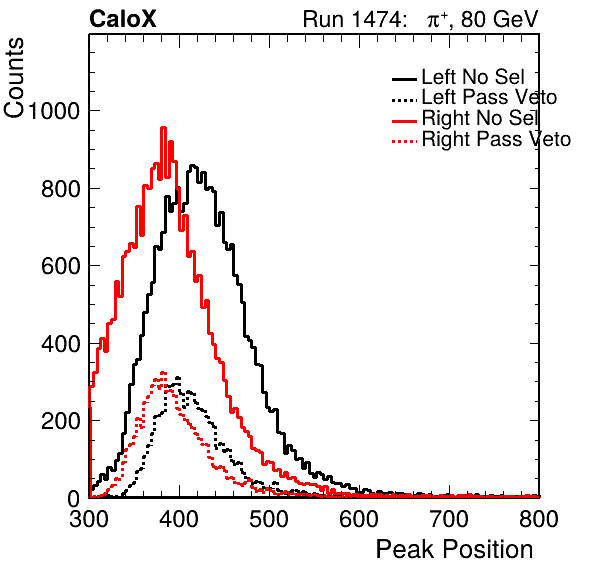 CaloX
Run 1474: π⁺, 80 GeV
Counts
Left No Sel
Left Pass Veto
Right No Sel
Right Pass Veto
1000
800
600
400
200
0
300 400 500 600 700 800
Peak Position